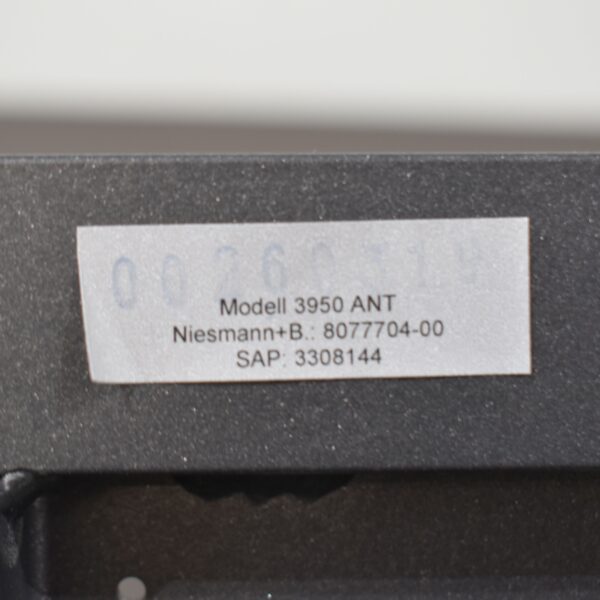 Modell 3950 ANT
Niesmann+B.: 8077704-00
SAP: 3308144